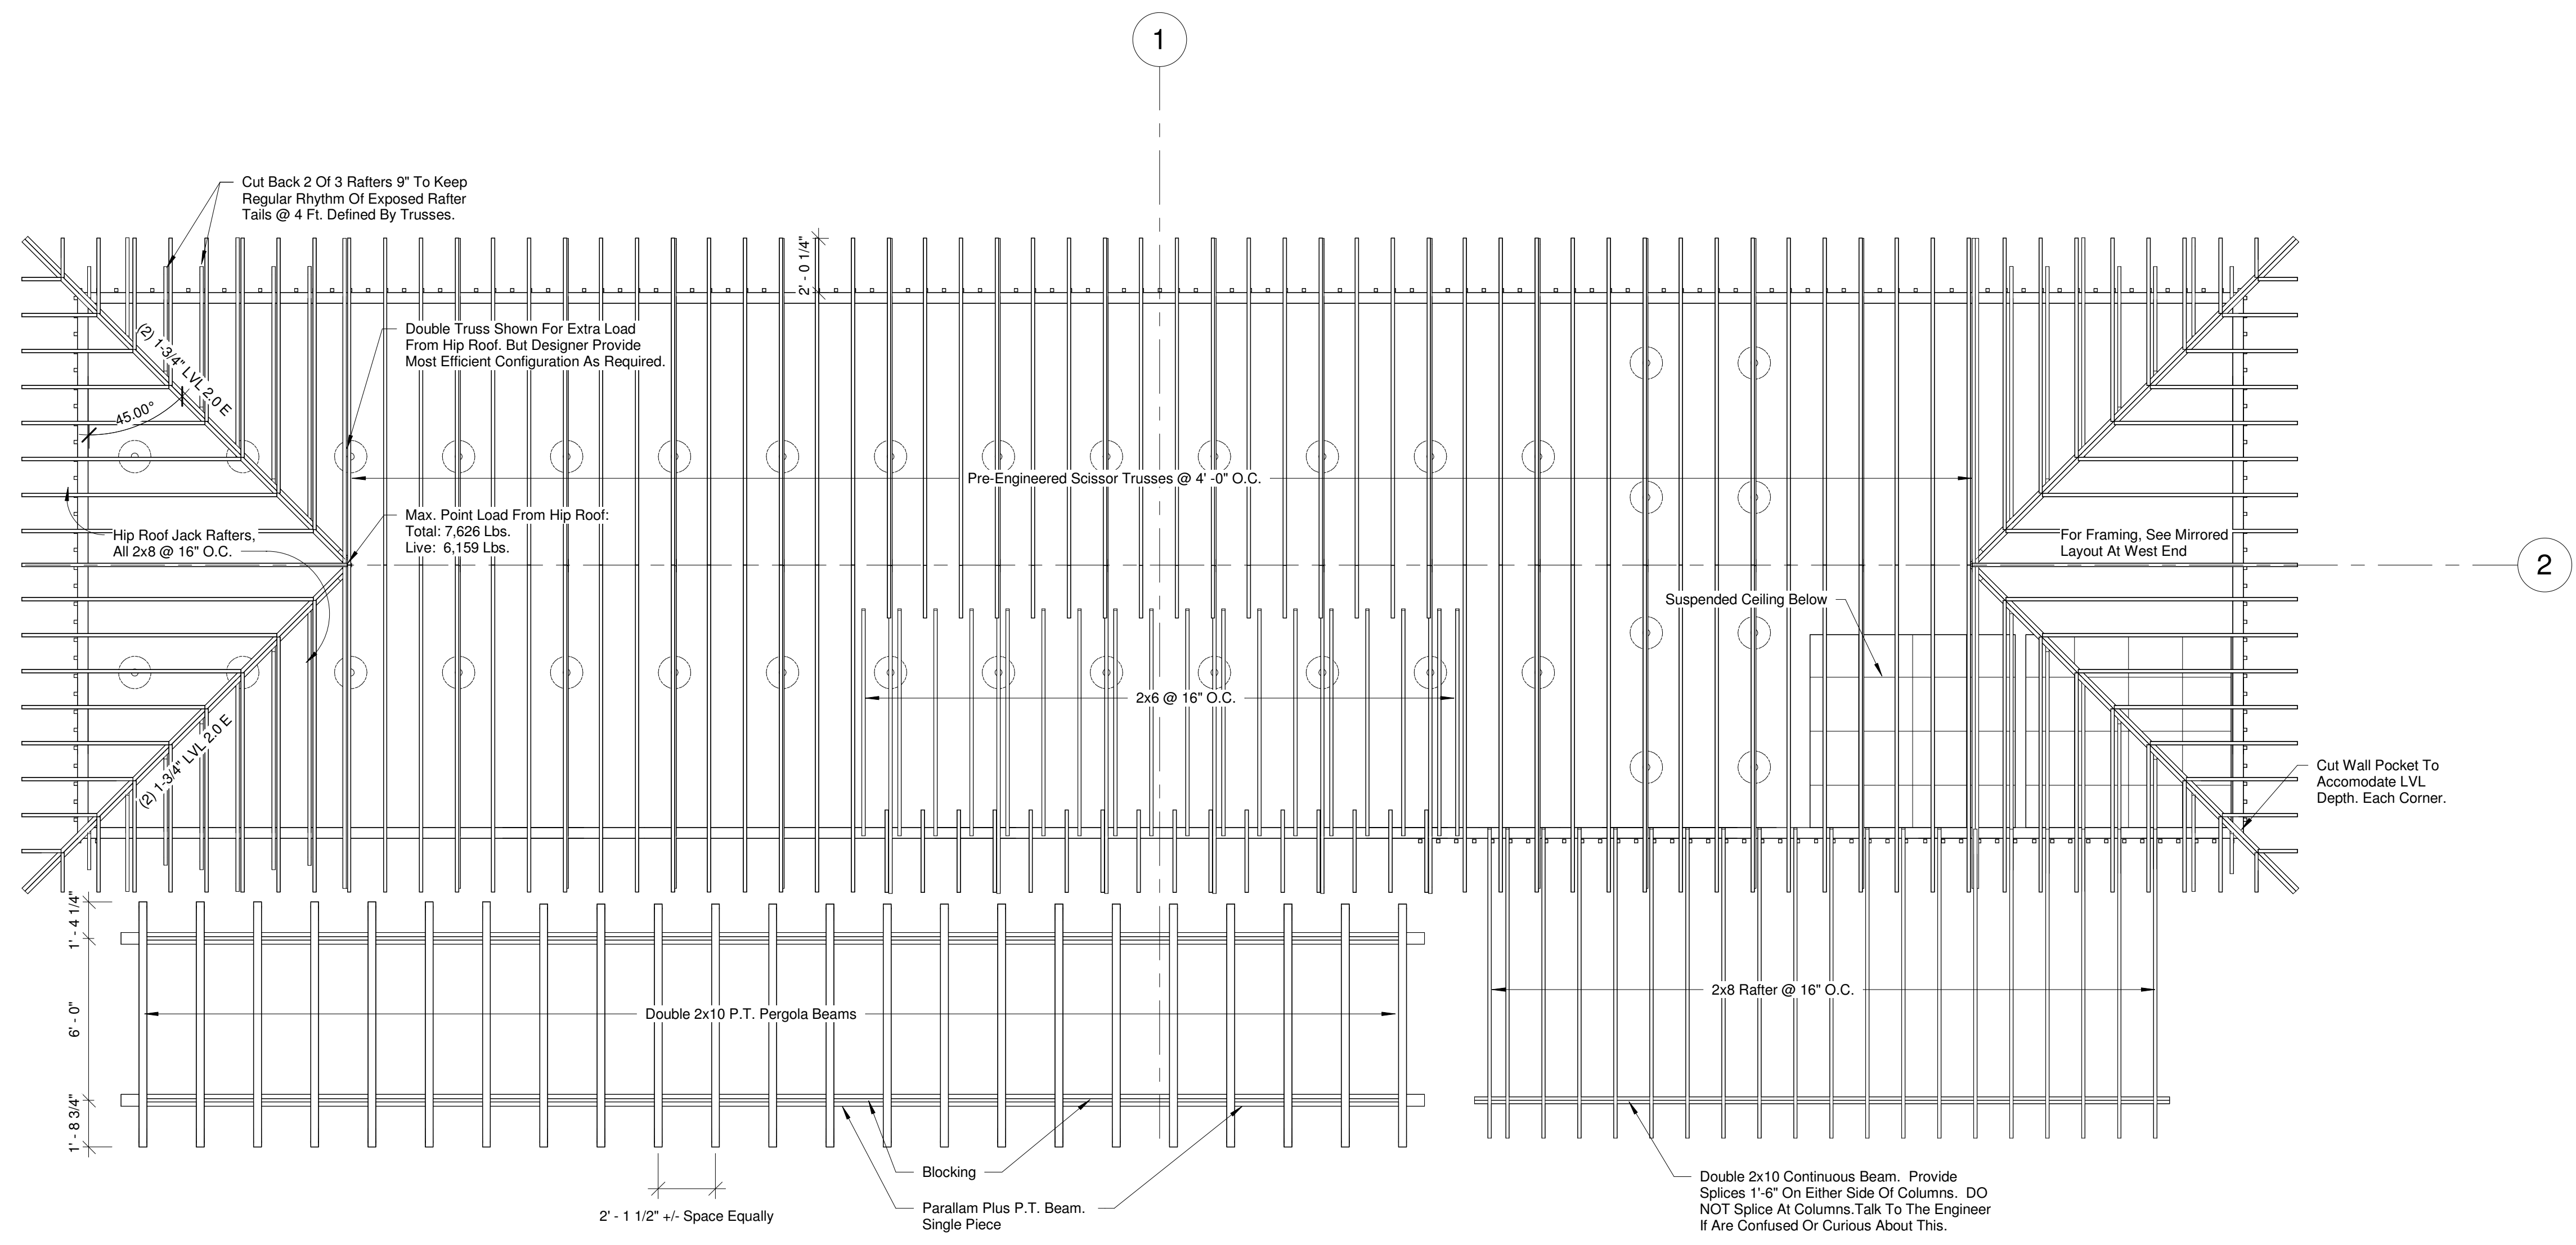 1
Cut Back 2 Of 3 Rafters 9" To Keep
Regular Rhythm Of Exposed Rafter
Tails @ 4 Ft. Defined By Trusses.
2' - 0 1/4"
(2) 1-3/4" LVL 2.0 E
45.00°
Double Truss Shown For Extra Load
From Hip Roof. But Designer Provide
Most Efficient Configuration As Required.
Pre-Engineered Scissor Trusses @ 4' -0" O.C.
Max. Point Load From Hip Roof:
Total: 7,626 Lbs.
Live: 6,159 Lbs.
Hip Roof Jack Rafters,
All 2x8 @ 16" O.C.
For Framing, See Mirrored
Layout At West End
2
Suspended Ceiling Below
2x6 @ 16" O.C.
(2) 1-3/4" LVL 2.0 E
Cut Wall Pocket To
Accomodate LVL
Depth. Each Corner.
1' - 4 1/4"
6' - 0"
1' - 8 3/4"
2x8 Rafter @ 16" O.C.
Double 2x10 P.T. Pergola Beams
Blocking
Parallam Plus P.T. Beam.
Single Piece
2' - 1 1/2" +/- Space Equally
Double 2x10 Continuous Beam. Provide
Splices 1'-6" On Either Side Of Columns. DO
NOT Splice At Columns.Talk To The Engineer
If Are Confused Or Curious About This.